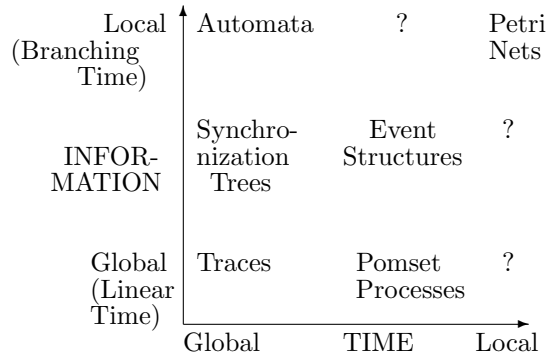 Local Automata ? Petri
(Branching Nets
Time)
Synchro- Event ?
INFOR- nization Structures
MATION Trees
Global Traces Pomset ?
(Linear Processes
Time)
Global TIME Local